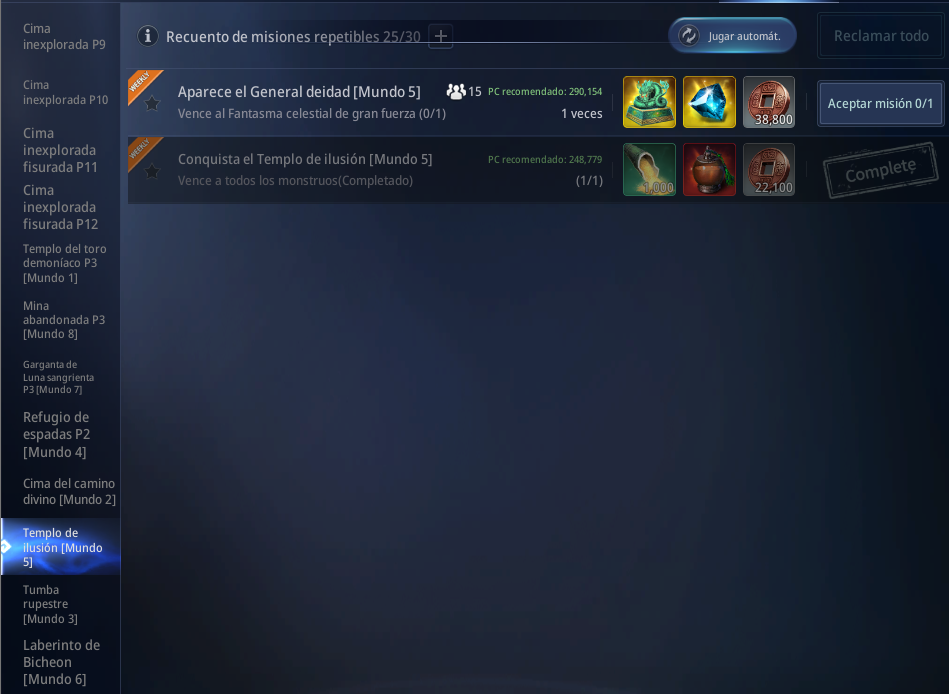 Cima
inexplorada P9
Cima
inexplorada P10
Cima
inexplorada
fisurada P11
Cima
inexplorada
fisurada P12
Templo del toro
demoníaco P3
[Mundo 1]
Mina
abandonada P3
[Mundo 8]
Garganta de
Luna sangrienta
P3 [Mundo 7]
Refugio de
espadas P2
[Mundo 4]
Cima del camino
divino [Mundo 2]
Templo de
ilusión [Mundo
5]
Tumba
rupestre
[Mundo 3]
Laberinto de
Bicheon
[Mundo 6]
Recuento de misiones repetibles 25/30
Jugar automát.
Reclamar todo
WEEKLY
Aparece el General deidad [Mundo 5]
15 PC recomendado: 290,154
Vence al Fantasma celestial de gran fuerza (0/1)
1 veces
38,800
Aceptar misión 0/1
WEEKLY
Conquista el Templo de ilusión [Mundo 5]
PC recomendado: 248,779
Vence a todos los monstruos(Completado)
(1/1)
1,000
22,100
Complete